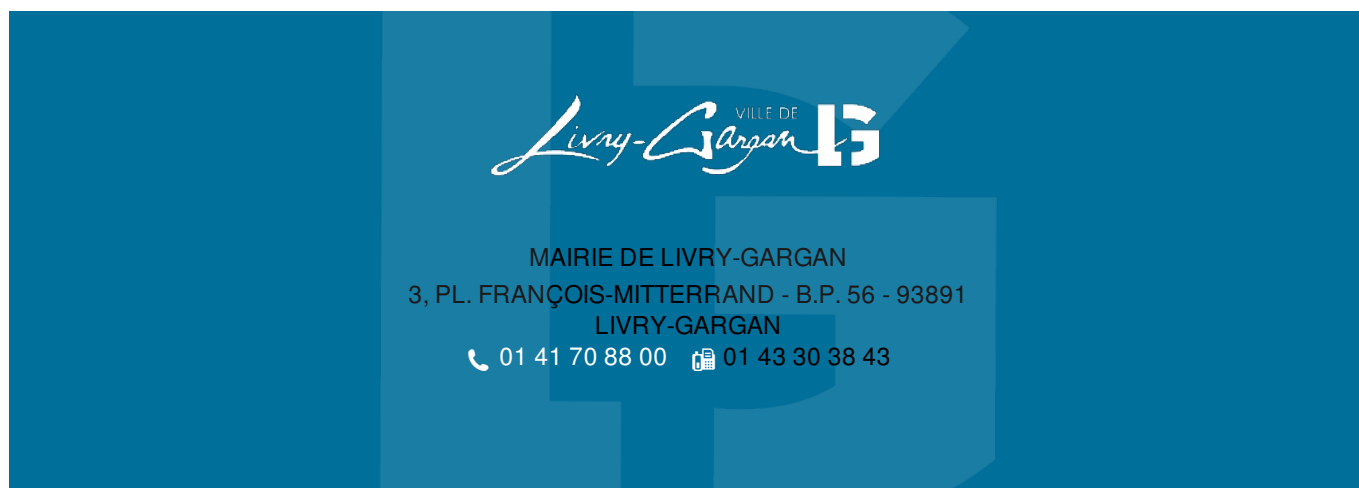 VILLE DE
Livry-Gargan LG
MAIRIE DE LIVRY-GARGAN
3, PL. FRANÇOIS-MITTERRAND - B.P. 56 - 93891
LIVRY-GARGAN
01 41 70 88 00 01 43 30 38 43